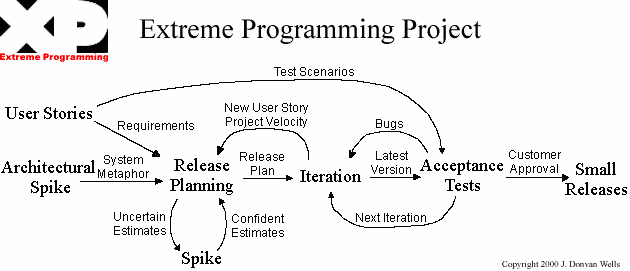 XP
Extreme Programming
Extreme Programming Project
Test Scenarios
User Stories
Requirements
New User Story
Project Velocity
Bugs
Architectural
Spike
System
Metaphor
Release
Planning
Release
Plan
Iteration
Latest
Version
Acceptance
Tests
Customer
Approval
Small
Releases
Uncertain
Estimates
Confident
Estimates
Next Iteration
Spike
Copyright 2000 J. Donvan Wells